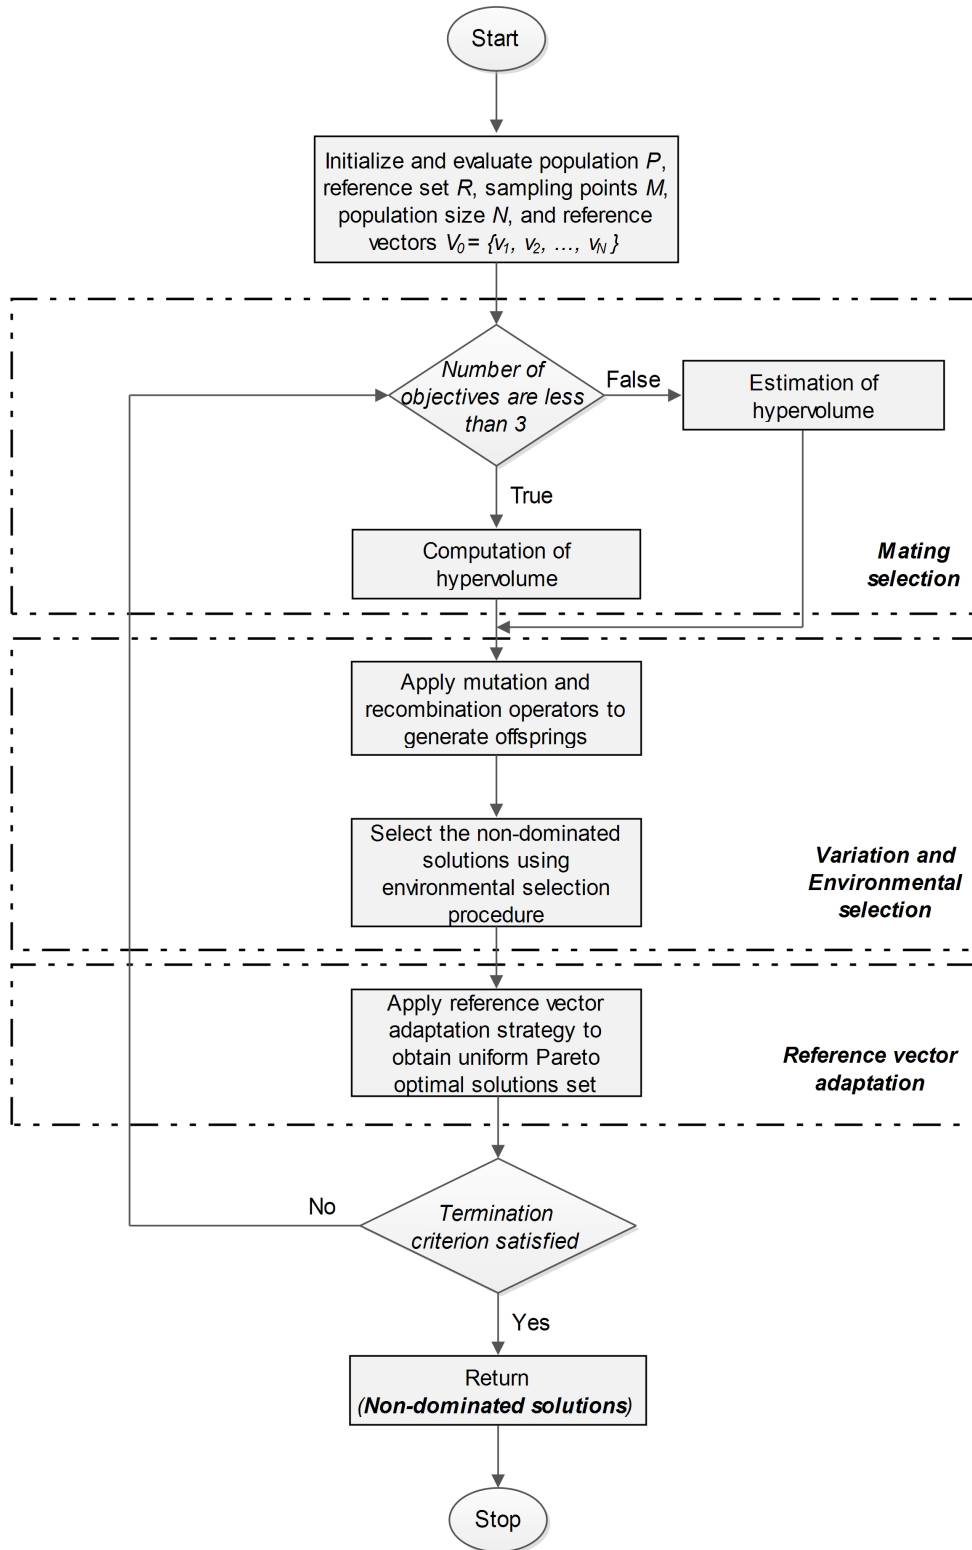 Start
Initialize and evaluate population P,
reference set R, sampling points M,
population size N, and reference
vectors V₀ = {v₁, v₂, ..., v_N }
Number of
objectives are less
than 3
False
Estimation of
hypervolume
True
Computation of
hypervolume
Mating
selection
Apply mutation and
recombination operators to
generate offsprings
Select the non-dominated
solutions using
environmental selection
procedure
Variation and
Environmental
selection
Apply reference vector
adaptation strategy to
obtain uniform Pareto
optimal solutions set
Reference vector
adaptation
No
Termination
criterion satisfied
Yes
Return
(Non-dominated solutions)
Stop